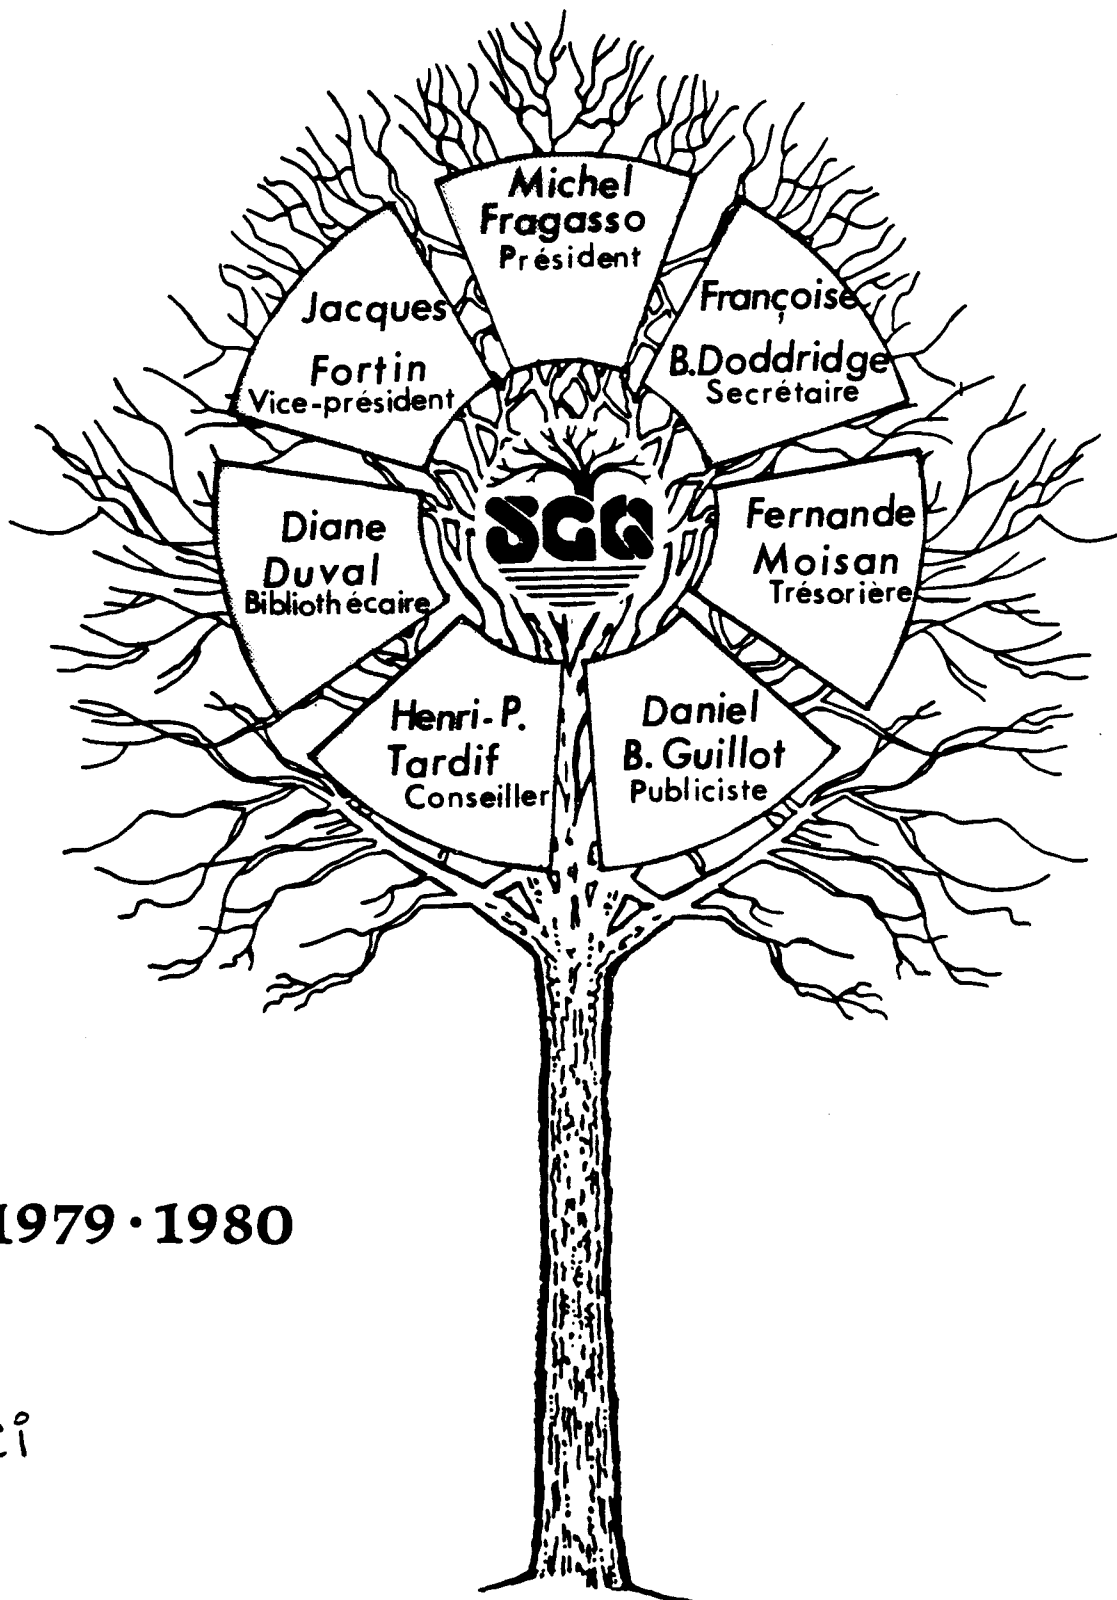 Michel
Fragasso
Président
Jacques
Fortin
Vice-président
Françoise
B.Doddridge
Secrétaire
Diane
Duval
Bibliothécaire
SGQ
Fernande
Moisan
Trésorière
Henri-P.
Tardif
Conseiller
Daniel
B. Guillot
Publiciste
1979·1980